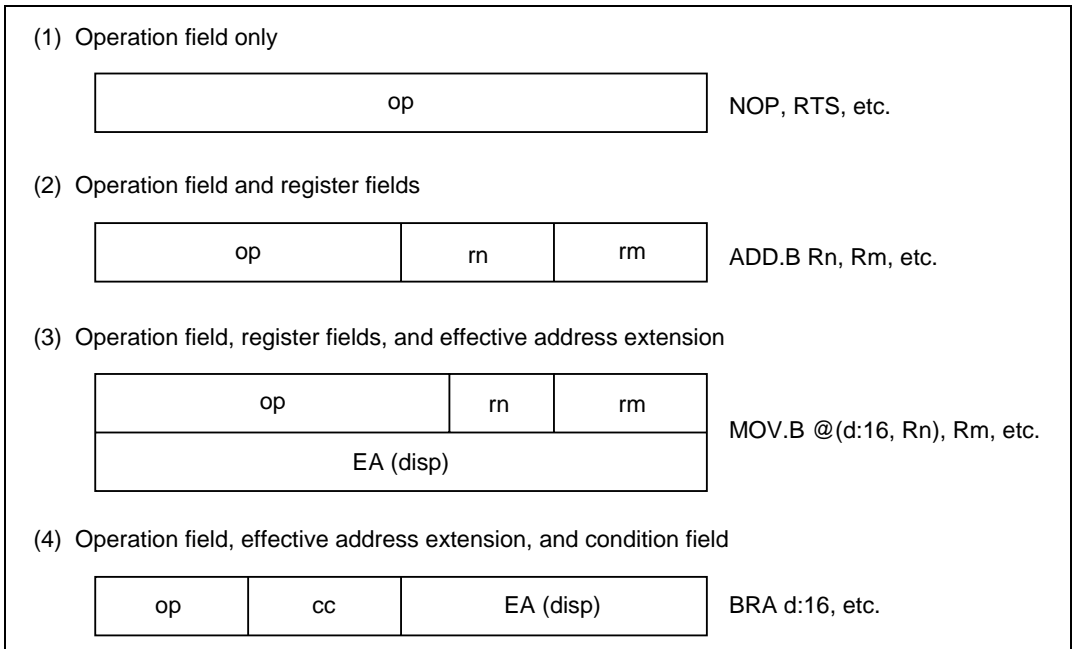 (1) Operation field only
op
NOP, RTS, etc.
(2) Operation field and register fields
op rn rm
ADD.B Rn, Rm, etc.
(3) Operation field, register fields, and effective address extension
op rn rm
EA (disp)
MOV.B @(d:16, Rn), Rm, etc.
(4) Operation field, effective address extension, and condition field
op cc EA (disp)
BRA d:16, etc.